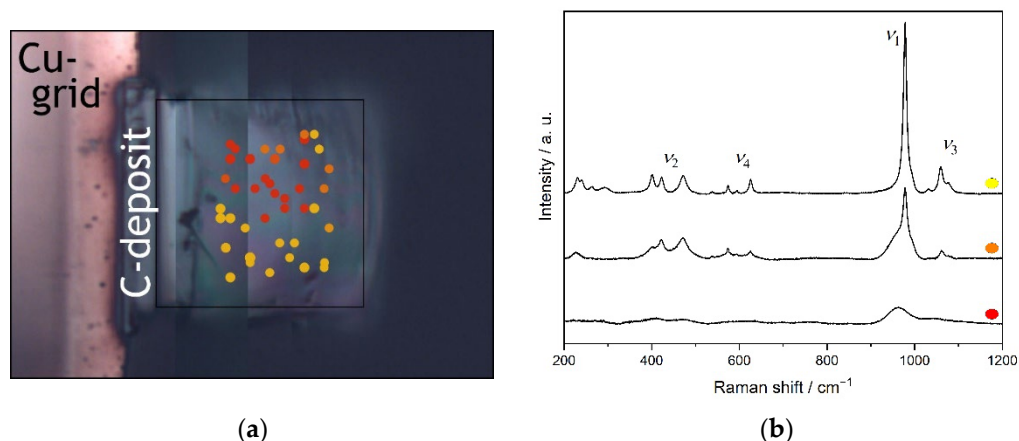 Cu-
grid
C-deposit
(a)
(b)
Intensity / a. u.
ν1
ν2
ν4
ν3
200 400 600 800 1000 1200
Raman shift / cm−1